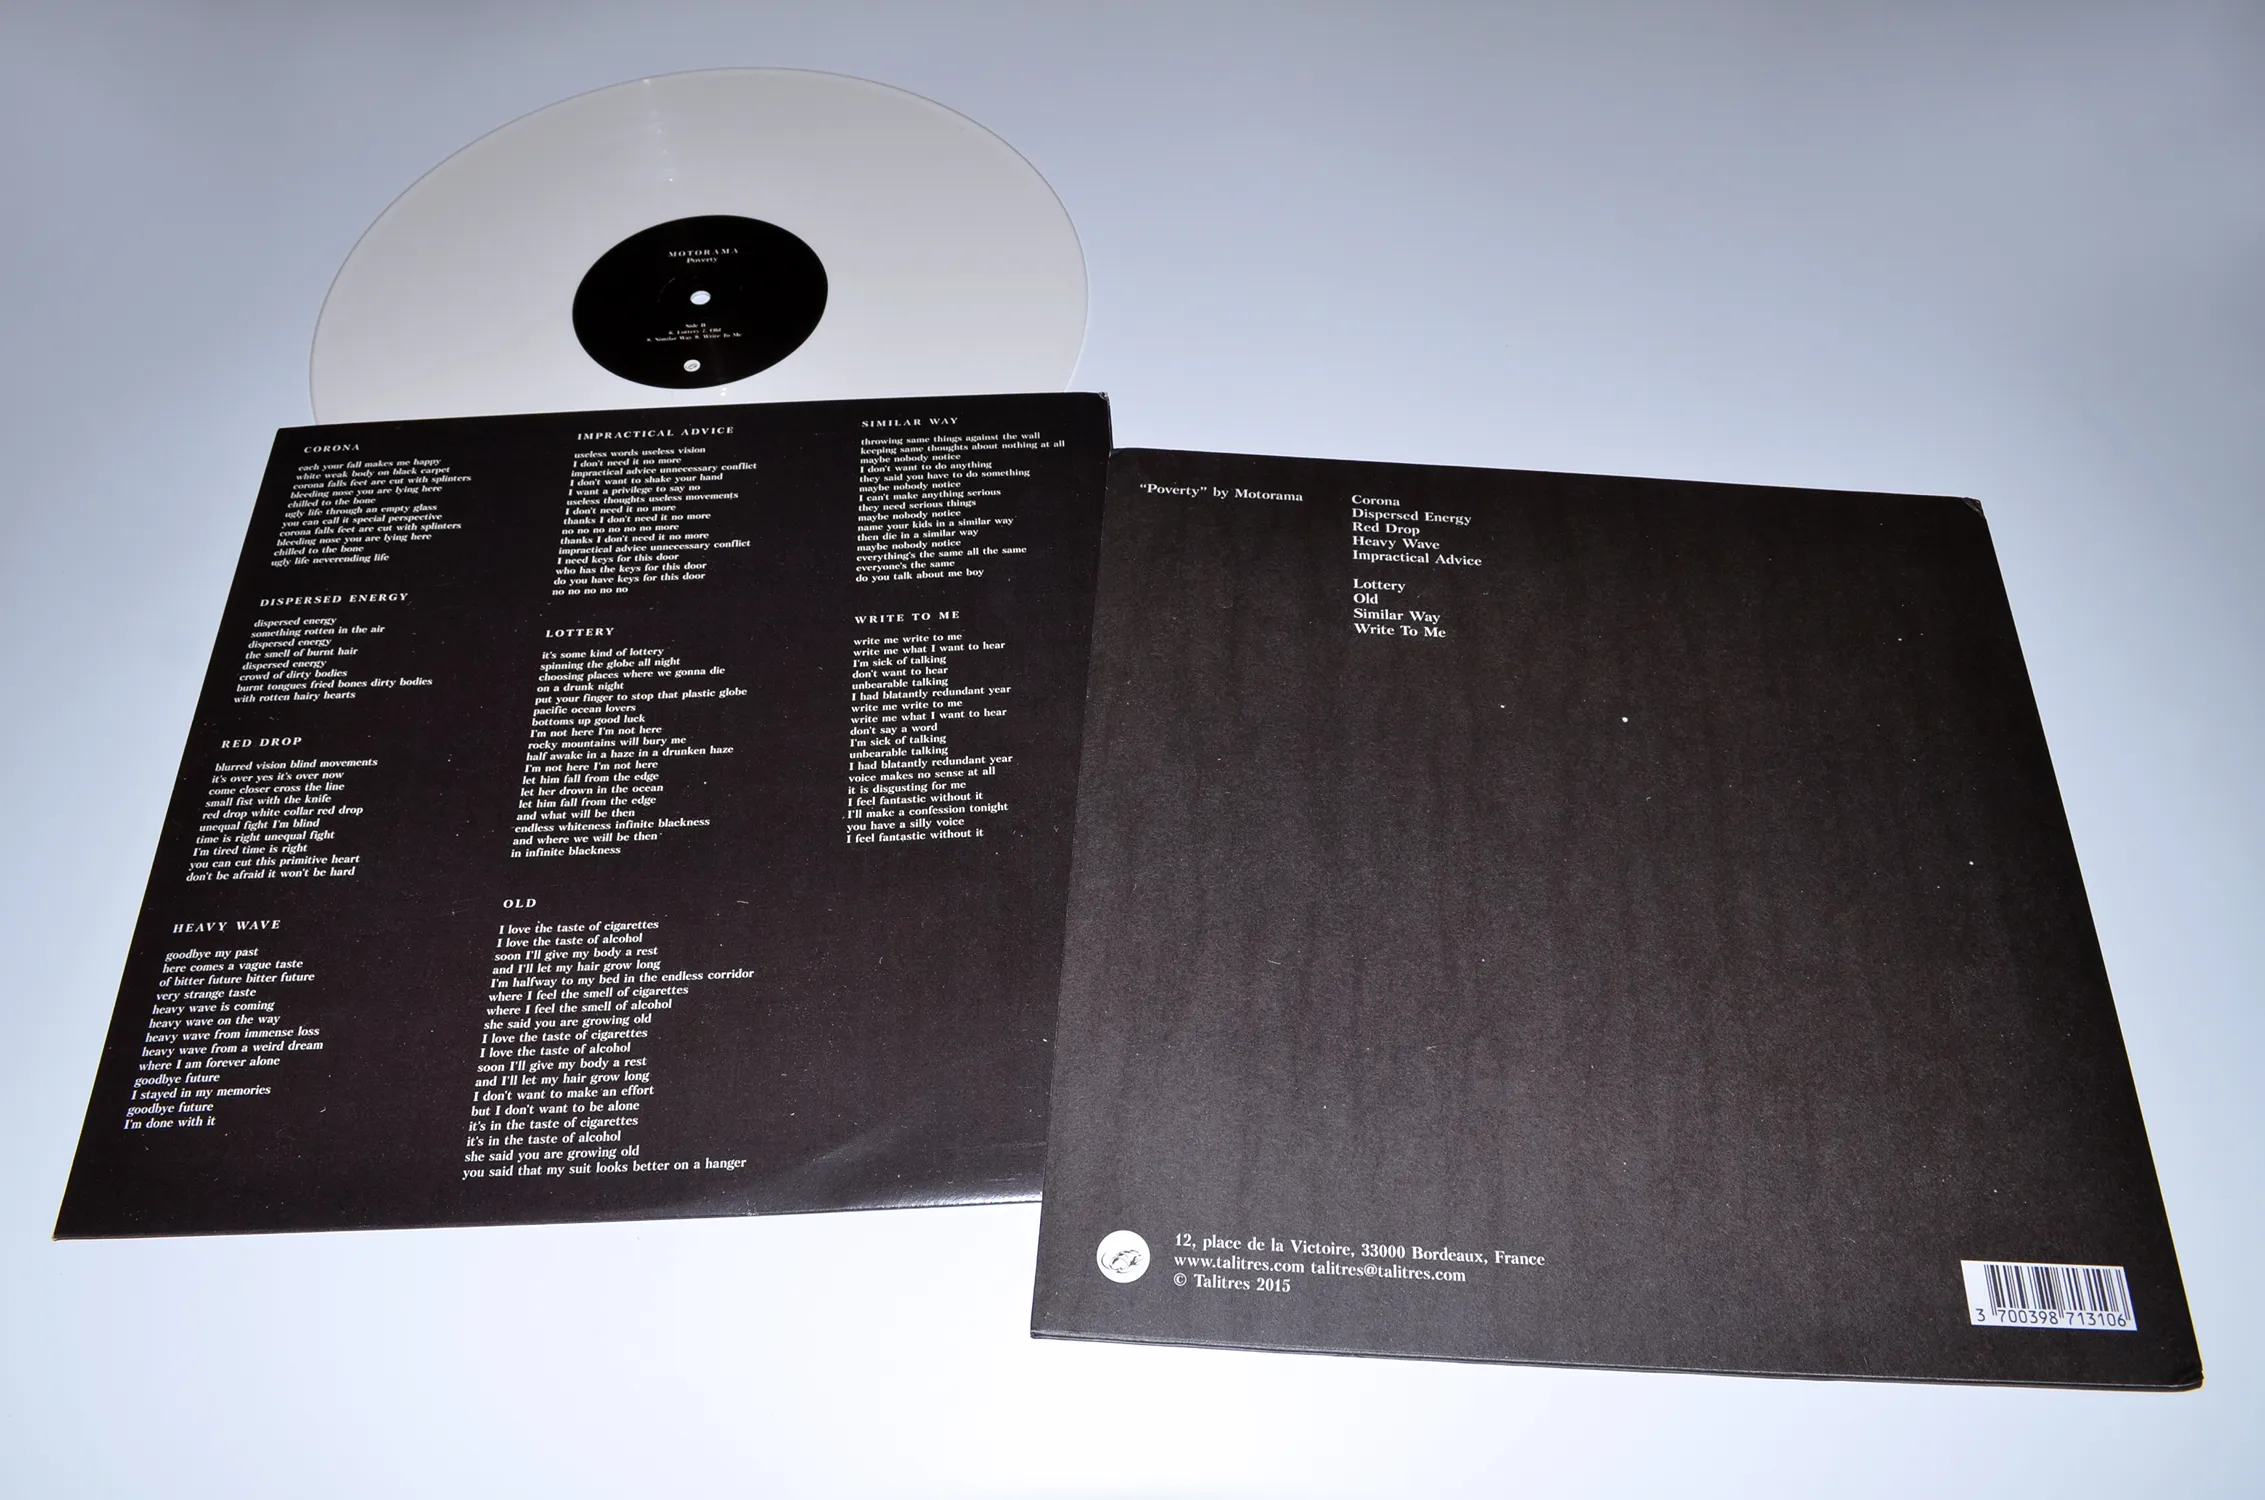 MOTORAMA
Poverty
Side B
6. Lottery 7. Old
8. Similar Way 9. Write To Me
CORONA
each your fall makes me happy
white weak body on black carpet
corona falls feet are cut with splinters
bleeding nose you are lying here
chilled to the bone
ugly life through an empty glass
you can call it special perspective
corona falls feet are cut with splinters
bleeding nose you are lying here
chilled to the bone
ugly life neverending life
DISPERSED ENERGY
dispersed energy
something rotten in the air
dispersed energy
the smell of burnt hair
dispersed energy
crowd of dirty bodies
burnt tongues fried bones dirty bodies
with rotten hairy hearts
RED DROP
blurred vision blind movements
it's over yes it's over now
come closer cross the line
small fist with the knife
red drop white collar red drop
unequal fight I'm blind
time is right unequal fight
I'm tired time is right
you can cut this primitive heart
don't be afraid it won't be hard
HEAVY WAVE
goodbye my past
here comes a vague taste
of bitter future bitter future
very strange taste
heavy wave is coming
heavy wave on the way
heavy wave from immense loss
heavy wave from a weird dream
where I am forever alone
goodbye future
I stayed in my memories
goodbye future
I'm done with it
IMPRACTICAL ADVICE
useless words useless vision
I don't need it no more
impractical advice unnecessary conflict
I don't want to shake your hand
I want a privilege to say no
useless thoughts useless movements
I don't need it no more
thanks I don't need it no more
no no no no no no more
thanks I don't need it no more
impractical advice unnecessary conflict
I need keys for this door
who has the keys for this door
do you have keys for this door
no no no no no
LOTTERY
it's some kind of lottery
spinning the globe all night
choosing places where we gonna die
on a drunk night
put your finger to stop that plastic globe
pacific ocean lovers
bottoms up good luck
I'm not here I'm not here
rocky mountains will bury me
half awake in a haze in a drunken haze
I'm not here I'm not here
let him fall from the edge
let her drown in the ocean
let him fall from the edge
and what will be then
endless whiteness infinite blackness
and where we will be then
in infinite blackness
OLD
I love the taste of cigarettes
I love the taste of alcohol
soon I'll give my body a rest
and I'll let my hair grow long
I'm halfway to my bed in the endless corridor
where I feel the smell of cigarettes
where I feel the smell of alcohol
she said you are growing old
I love the taste of cigarettes
I love the taste of alcohol
soon I'll give my body a rest
and I'll let my hair grow long
I don't want to make an effort
but I don't want to be alone
it's in the taste of cigarettes
it's in the taste of alcohol
she said you are growing old
you said that my suit looks better on a hanger
SIMILAR WAY
throwing same things against the wall
keeping same thoughts about nothing at all
maybe nobody notice
I don't want to do anything
they said you have to do something
maybe nobody notice
I can't make anything serious
they need serious things
maybe nobody notice
name your kids in a similar way
then die in a similar way
maybe nobody notice
everything's the same all the same
everyone's the same
do you talk about me boy
WRITE TO ME
write me write to me
write me what I want to hear
I'm sick of talking
don't want to hear
unbearable talking
I had blatantly redundant year
write me write to me
write me what I want to hear
don't say a word
I'm sick of talking
unbearable talking
I had blatantly redundant year
voice makes no sense at all
it is disgusting for me
I feel fantastic without it
I'll make a confession tonight
you have a silly voice
I feel fantastic without it
“Poverty” by Motorama
Corona
Dispersed Energy
Red Drop
Heavy Wave
Impractical Advice
Lottery
Old
Similar Way
Write To Me
12, place de la Victoire, 33000 Bordeaux, France
www.talitres.com talitres@talitres.com
© Talitres 2015
3 700398 713106